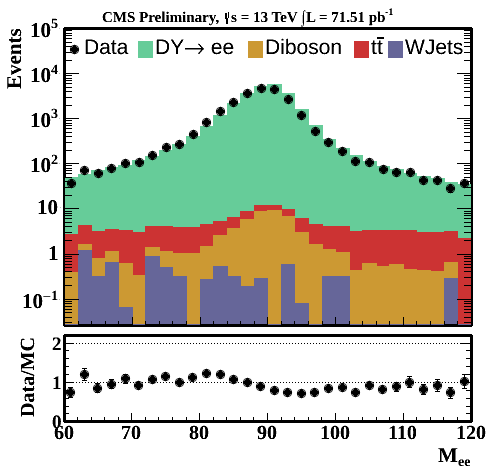 CMS Preliminary, √s = 13 TeV ∫L = 71.51 pb⁻¹
Events
10⁵
Data DY→ ee Diboson tt̄ WJets
10⁴
10³
10²
10
1
10⁻¹
Data/MC
2
1
0
60 70 80 90 100 110 120
Mₑₑ